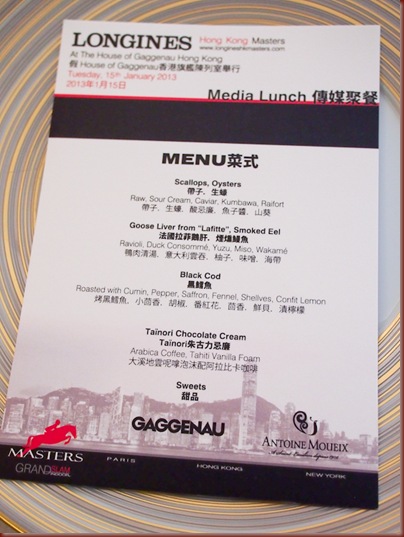 LONGINES Hong Kong Masters
www.longineshkmasters.com
At The House of Gaggenau Hong Kong
假 House of Gaggenau香港旗艦陳列室舉行
Tuesday, 15th January 2013
2013年1月15日
Media Lunch 傳媒聚餐
MENU菜式
Scallops, Oysters
帶子、生蠔
Raw, Sour Cream, Caviar, Kumbawa, Raifort
帶子、生蠔、酸忌廉、魚子醬、山葵
Goose Liver from "Lafitte", Smoked Eel
法國拉菲鵝肝、煙燻鰻魚
Ravioli, Duck Consommé, Yuzu, Miso, Wakamé
鴨肉清湯、意大利雲吞、柚子、味噌、海帶
Black Cod
黑鱈魚
Roasted with Cumin, Pepper, Saffron, Fennel, Shellves, Confit Lemon
烤黑鱈魚、小茴香、胡椒、番紅花、茴香、鮮貝、漬檸檬
Taïnori Chocolate Cream
Taïnori朱古力忌廉
Arabica Coffee, Tahiti Vanilla Foam
大溪地雲呢嗱泡沫配阿拉比卡咖啡
Sweets
甜品
GAGGENAU
ANTOINE MOUEIX
MASTERS
GRAND SLAM
INDOOR
PARIS
HONG KONG
NEW YORK